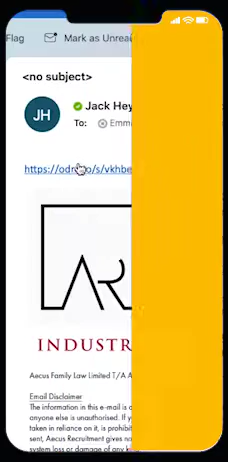 Flag Mark as Unread
<no subject>
JH Jack Hey
To: Emm
https://odr
INDUSTR
Aecus Family Law Limited T/A A
Email Disclaimer
The information in this e-mail is
anyone else is unauthorised. If y
taken in reliance on it, is prohibit
sent, Aecus Recruitment gives no
system loss or damage of any k